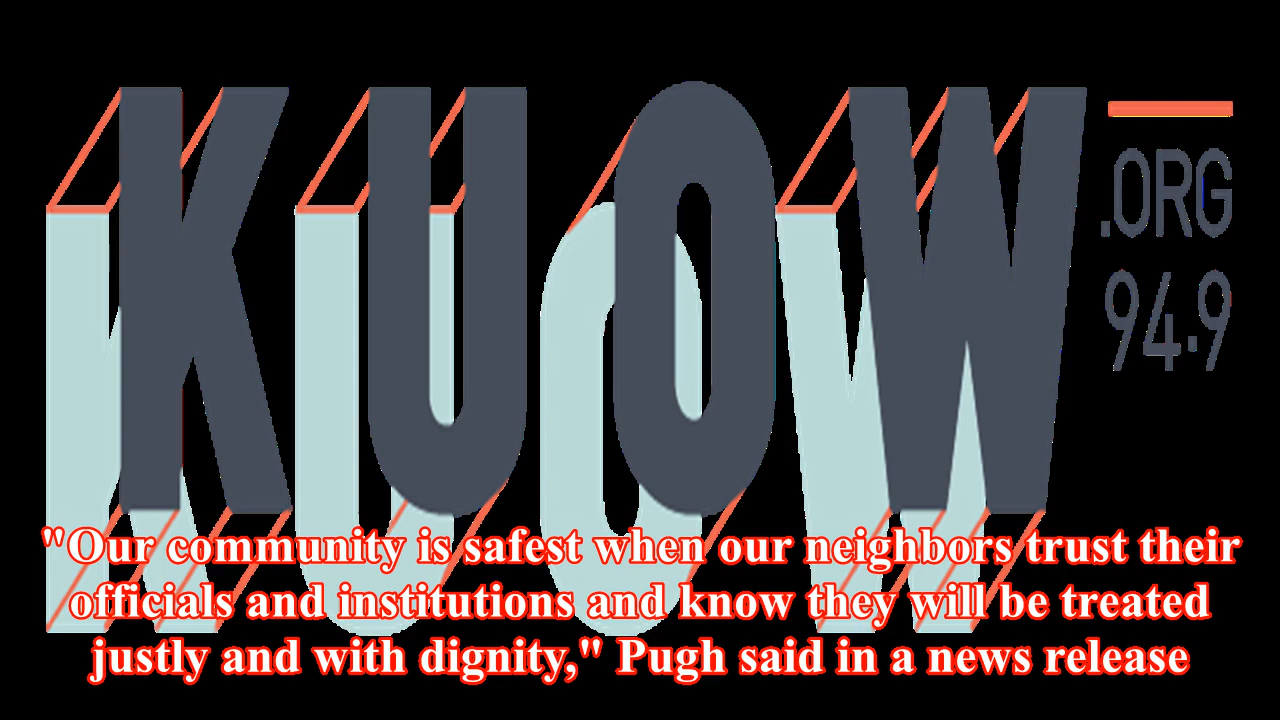 KUOW
.ORG
94.9
"Our community is safest when our neighbors trust their
officials and institutions and know they will be treated
justly and with dignity," Pugh said in a news release